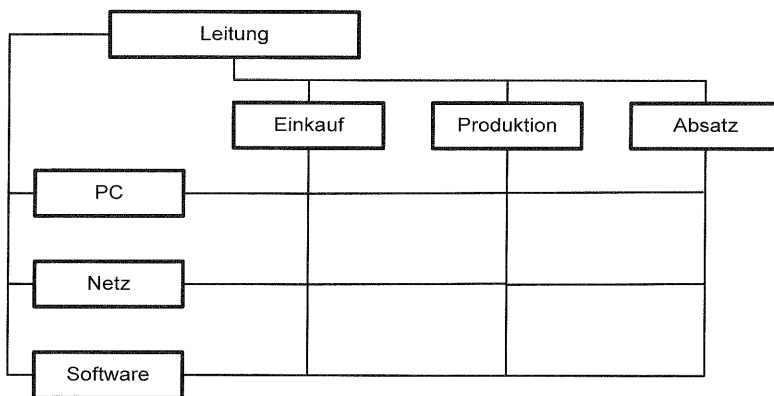 Leitung
Einkauf
Produktion
Absatz
PC
Netz
Software